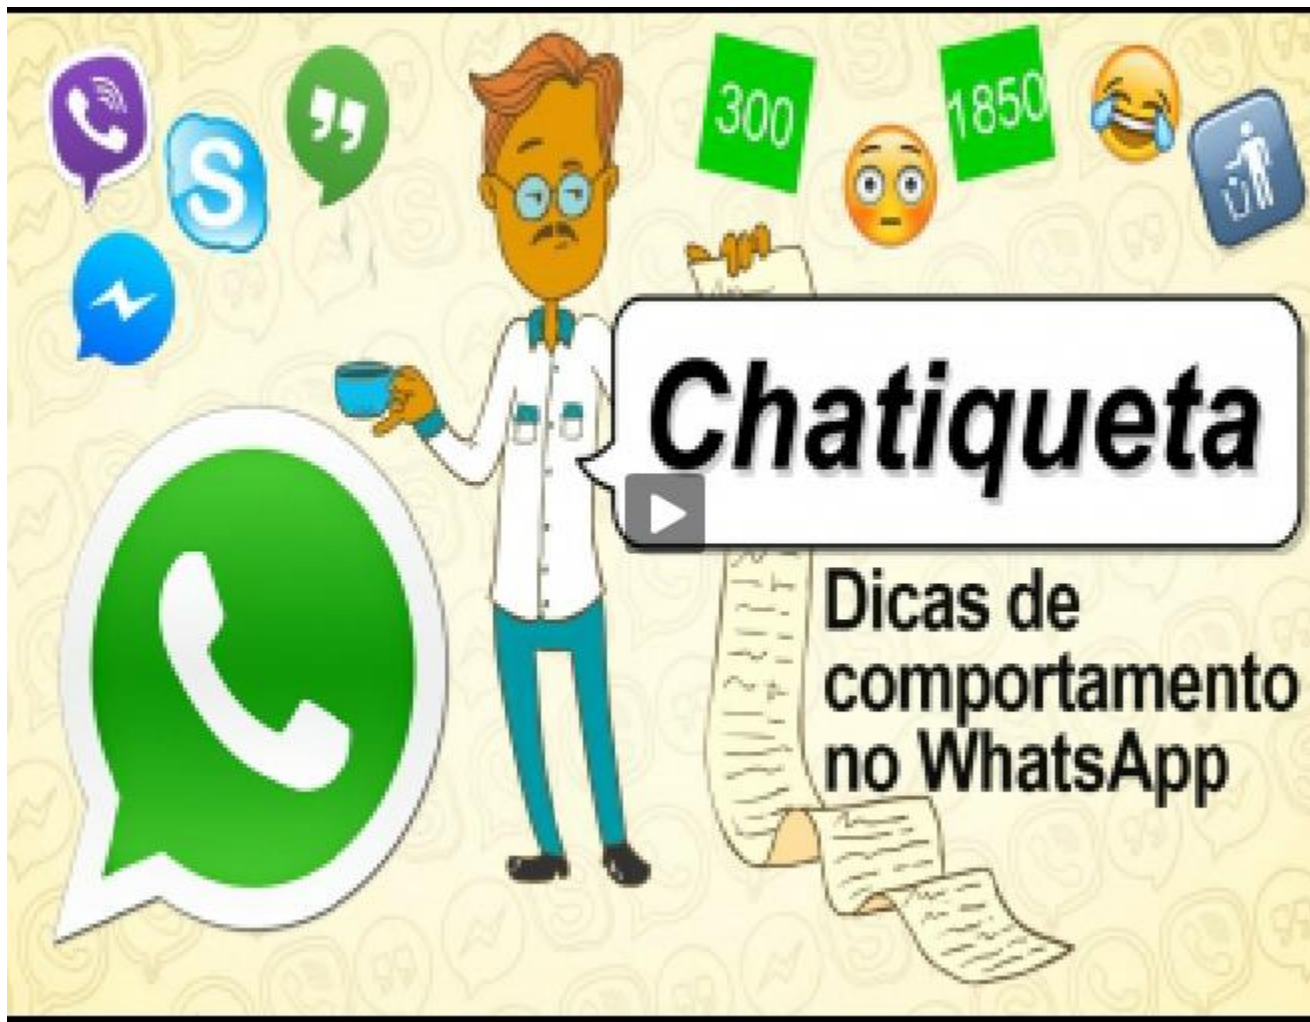 300
1850
S
Chatiqueta
Dicas de
comportamento
no WhatsApp